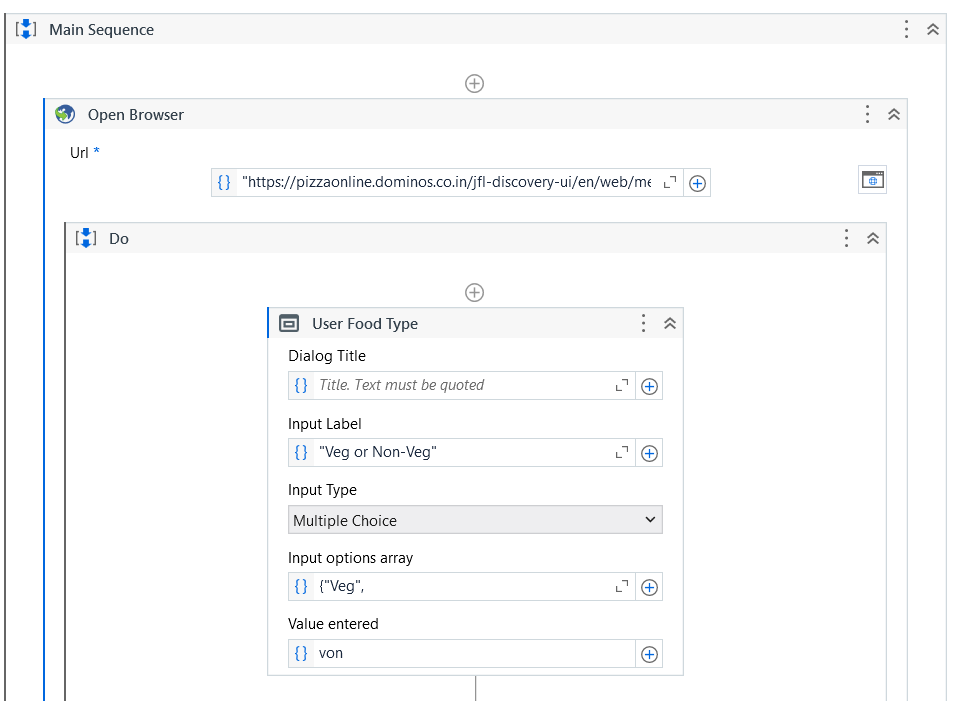 Main Sequence
Open Browser
Url *
"https://pizzaonline.dominos.co.in/jfl-discovery-ui/en/web/me
Do
User Food Type
Dialog Title
Title. Text must be quoted
Input Label
"Veg or Non-Veg"
Input Type
Multiple Choice
Input options array
{"Veg",
Value entered
von